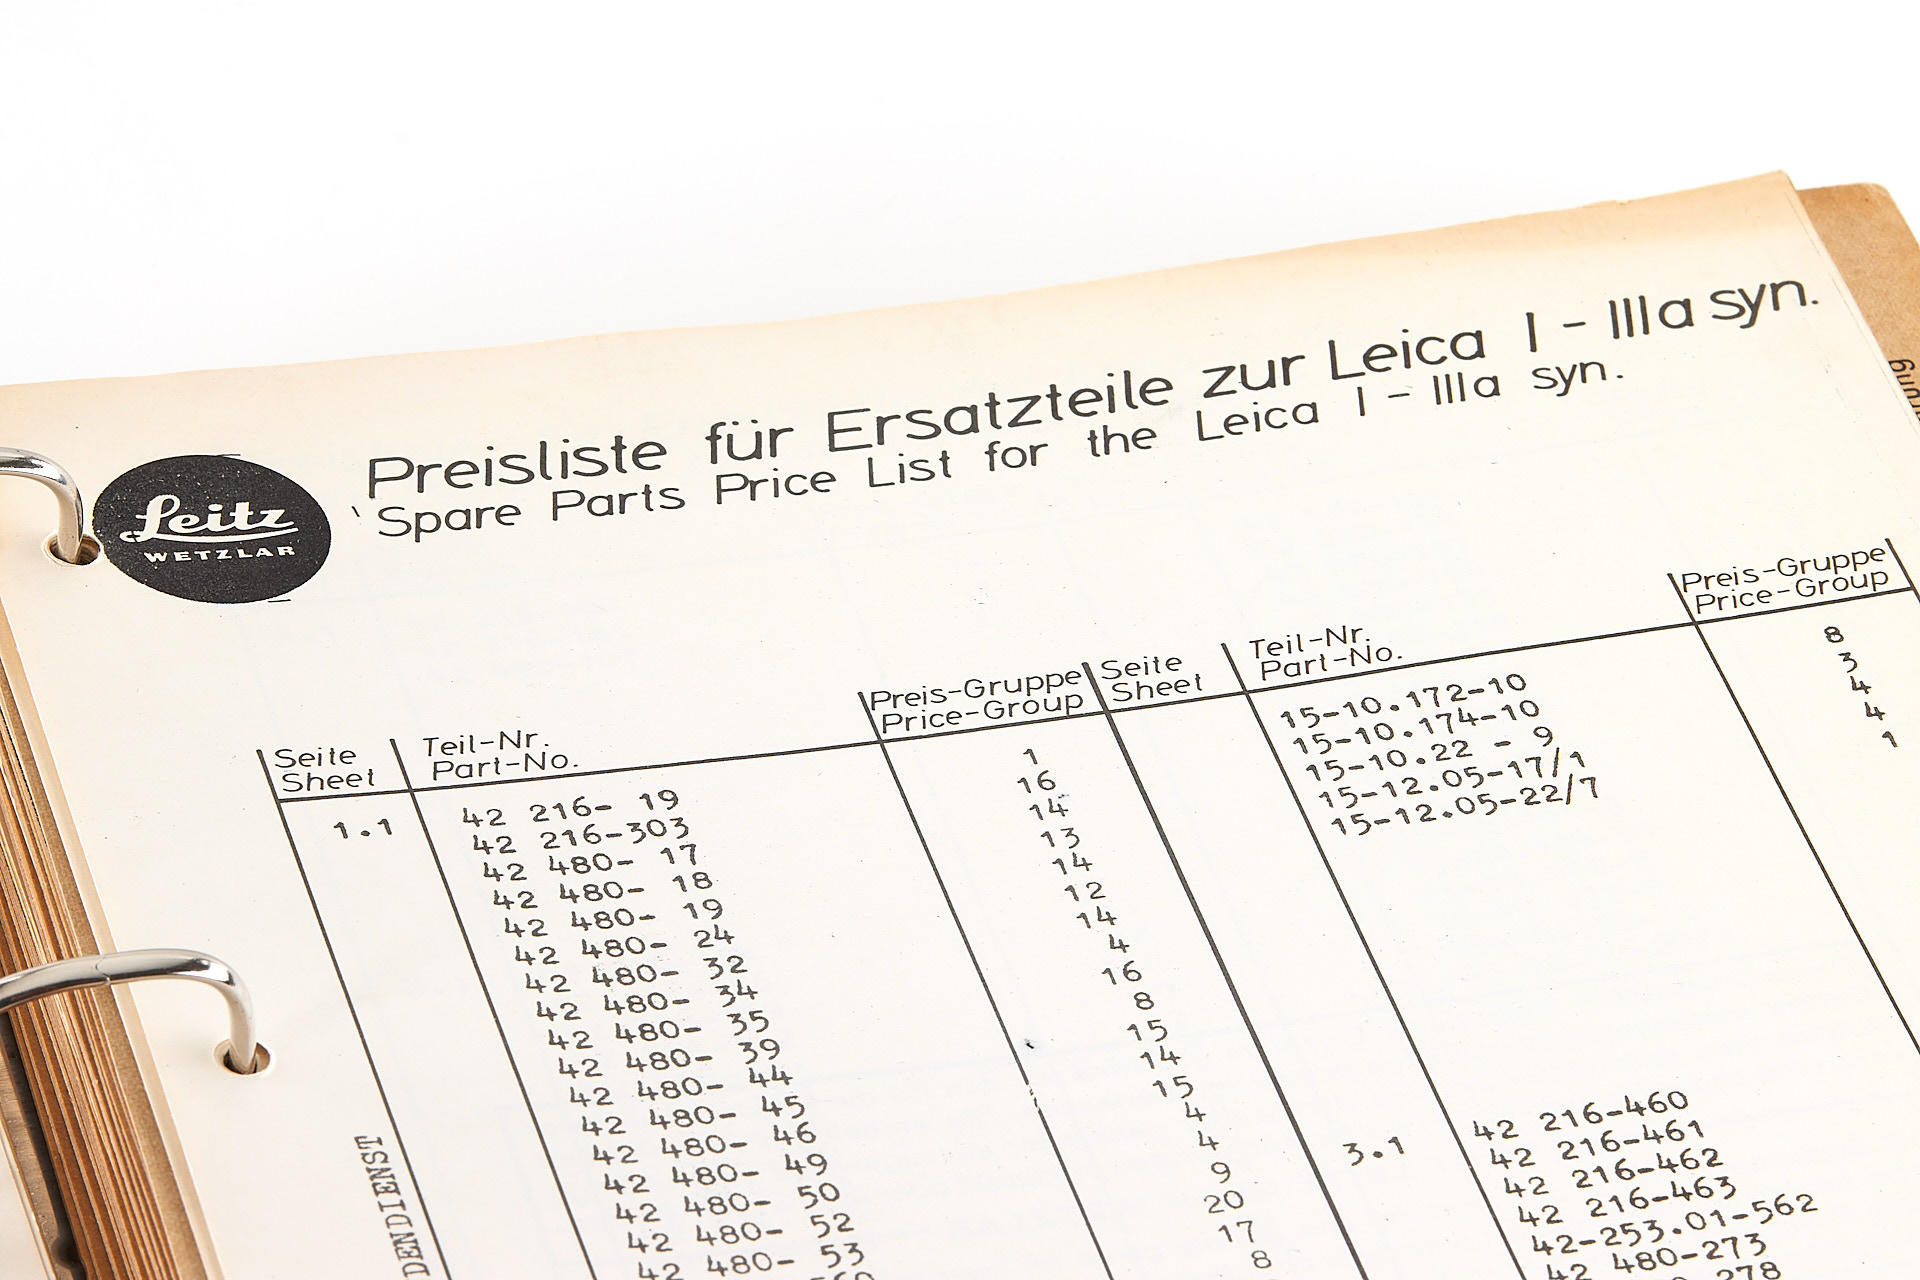 Leitz
WETZLAR
Preisliste für Ersatzteile zur Leica I - IIIa syn.
Spare Parts Price List for the Leica I - IIIa syn.
Seite
Sheet
Teil-Nr.
Part-No.
Preis-Gruppe
Price-Group
1.1
42 216- 19
42 216-303
42 480- 17
42 480- 18
42 480- 19
42 480- 24
42 480- 32
42 480- 34
42 480- 35
42 480- 39
42 480- 44
42 480- 45
42 480- 46
42 480- 49
42 480- 50
42 480- 52
42 480- 53
1
16
14
13
14
12
14
4
16
8
15
14
15
4
4
9
20
17
8
Seite
Sheet
Teil-Nr.
Part-No.
Preis-Gruppe
Price-Group
15-10.172-10
15-10.174-10
15-10.22 - 9
15-12.05-17/1
15-12.05-22/7
8
3
4
4
1
3.1
42 216-460
42 216-461
42 216-462
42 216-463
42-253.01-562
42 480-273
278
DENDIENST